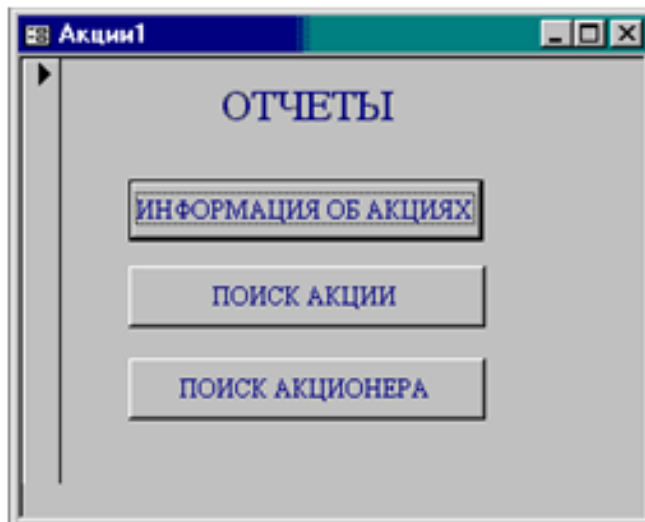 Акции1
ОТЧЕТЫ
ИНФОРМАЦИЯ ОБ АКЦИЯХ
ПОИСК АКЦИИ
ПОИСК АКЦИОНЕРА